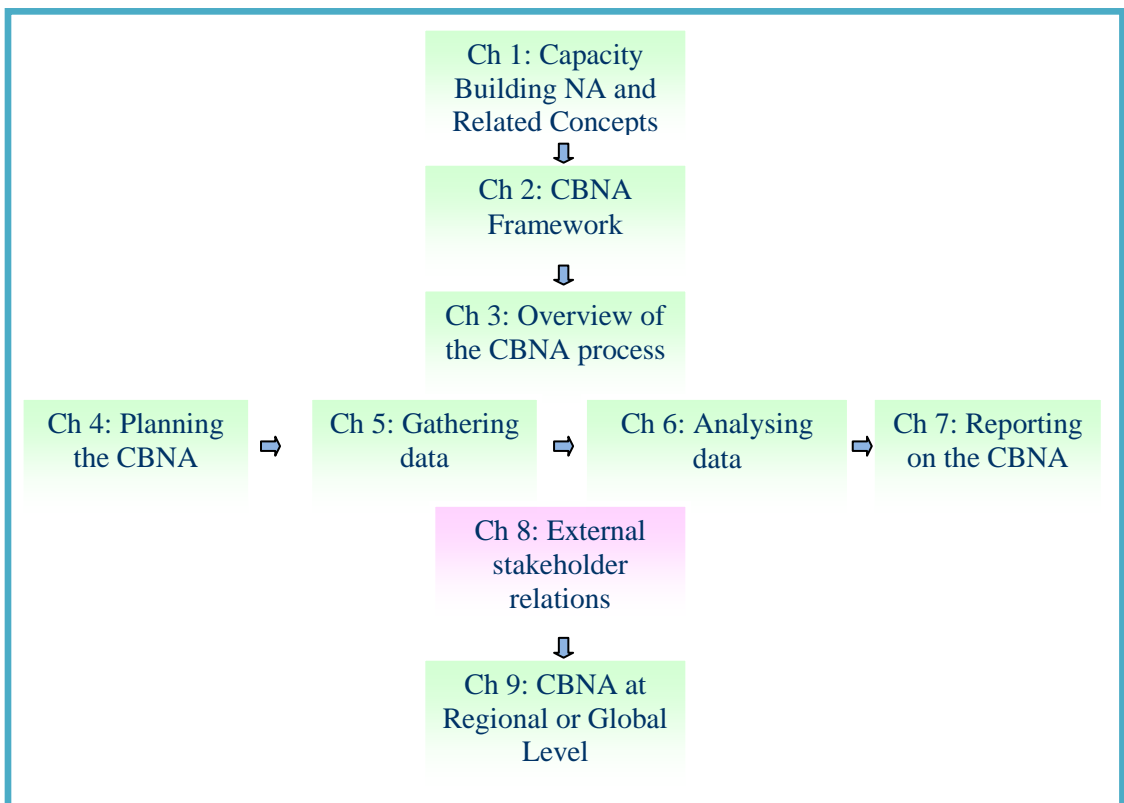 Ch 1: Capacity
Building NA and
Related Concepts
Ch 2: CBNA
Framework
Ch 3: Overview of
the CBNA process
Ch 4: Planning
the CBNA
Ch 5: Gathering
data
Ch 6: Analysing
data
Ch 7: Reporting
on the CBNA
Ch 8: External
stakeholder
relations
Ch 9: CBNA at
Regional or Global
Level